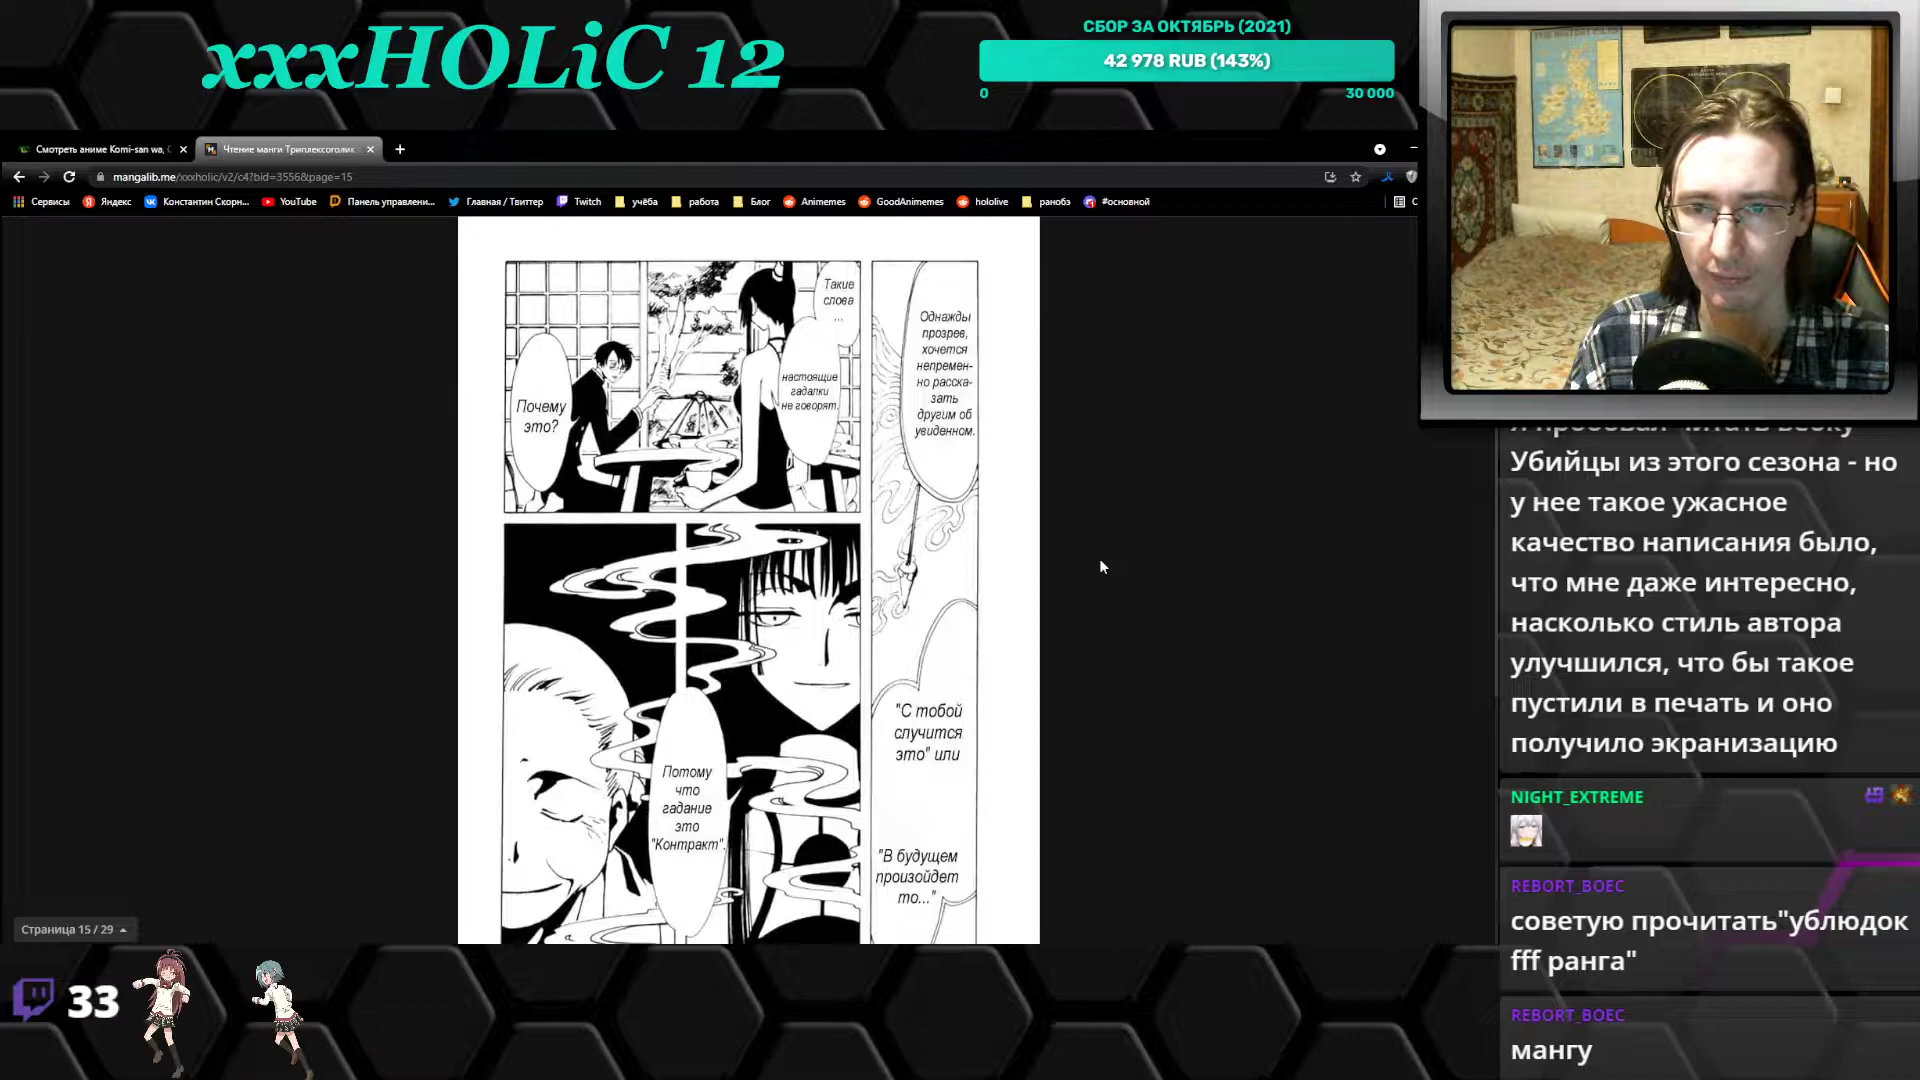 xxxHOLiC 12
СБОР ЗА ОКТЯБРЬ (2021)
42 978 RUB (143%)
0
30 000
Смотреть аниме Komi-san wa, C
Чтение манги Триплексоголик
mangalib.me/xxxholic/v2/c4?bid=3556&page=15
Сервисы
Яндекс
Константин Скорн...
YouTube
Панель управлени...
Главная / Твиттер
Twitch
учёба
работа
Блог
Animemes
GoodAnimemes
hololive
ранобэ
#основной
С
Однажды
прозрев,
хочется
непремен-
но расска-
зать
другим об
увиденном.
"С тобой
случится
это" или
"В будущем
произойдет
то..."
Такие
слова
...
настоящие
гадалки
не говорят.
Почему
это?
Потому
что
гадание
это
"Контракт".
Страница 15 / 29
33
Убийцы из этого сезона - но
у нее такое ужасное
качество написания было,
что мне даже интересно,
насколько стиль автора
улучшился, что бы такое
пустили в печать и оно
получило экранизацию
NIGHT_EXTREME
REBORT_BOEC
советую прочитать"ублюдок
fff ранга"
REBORT_BOEC
мангу